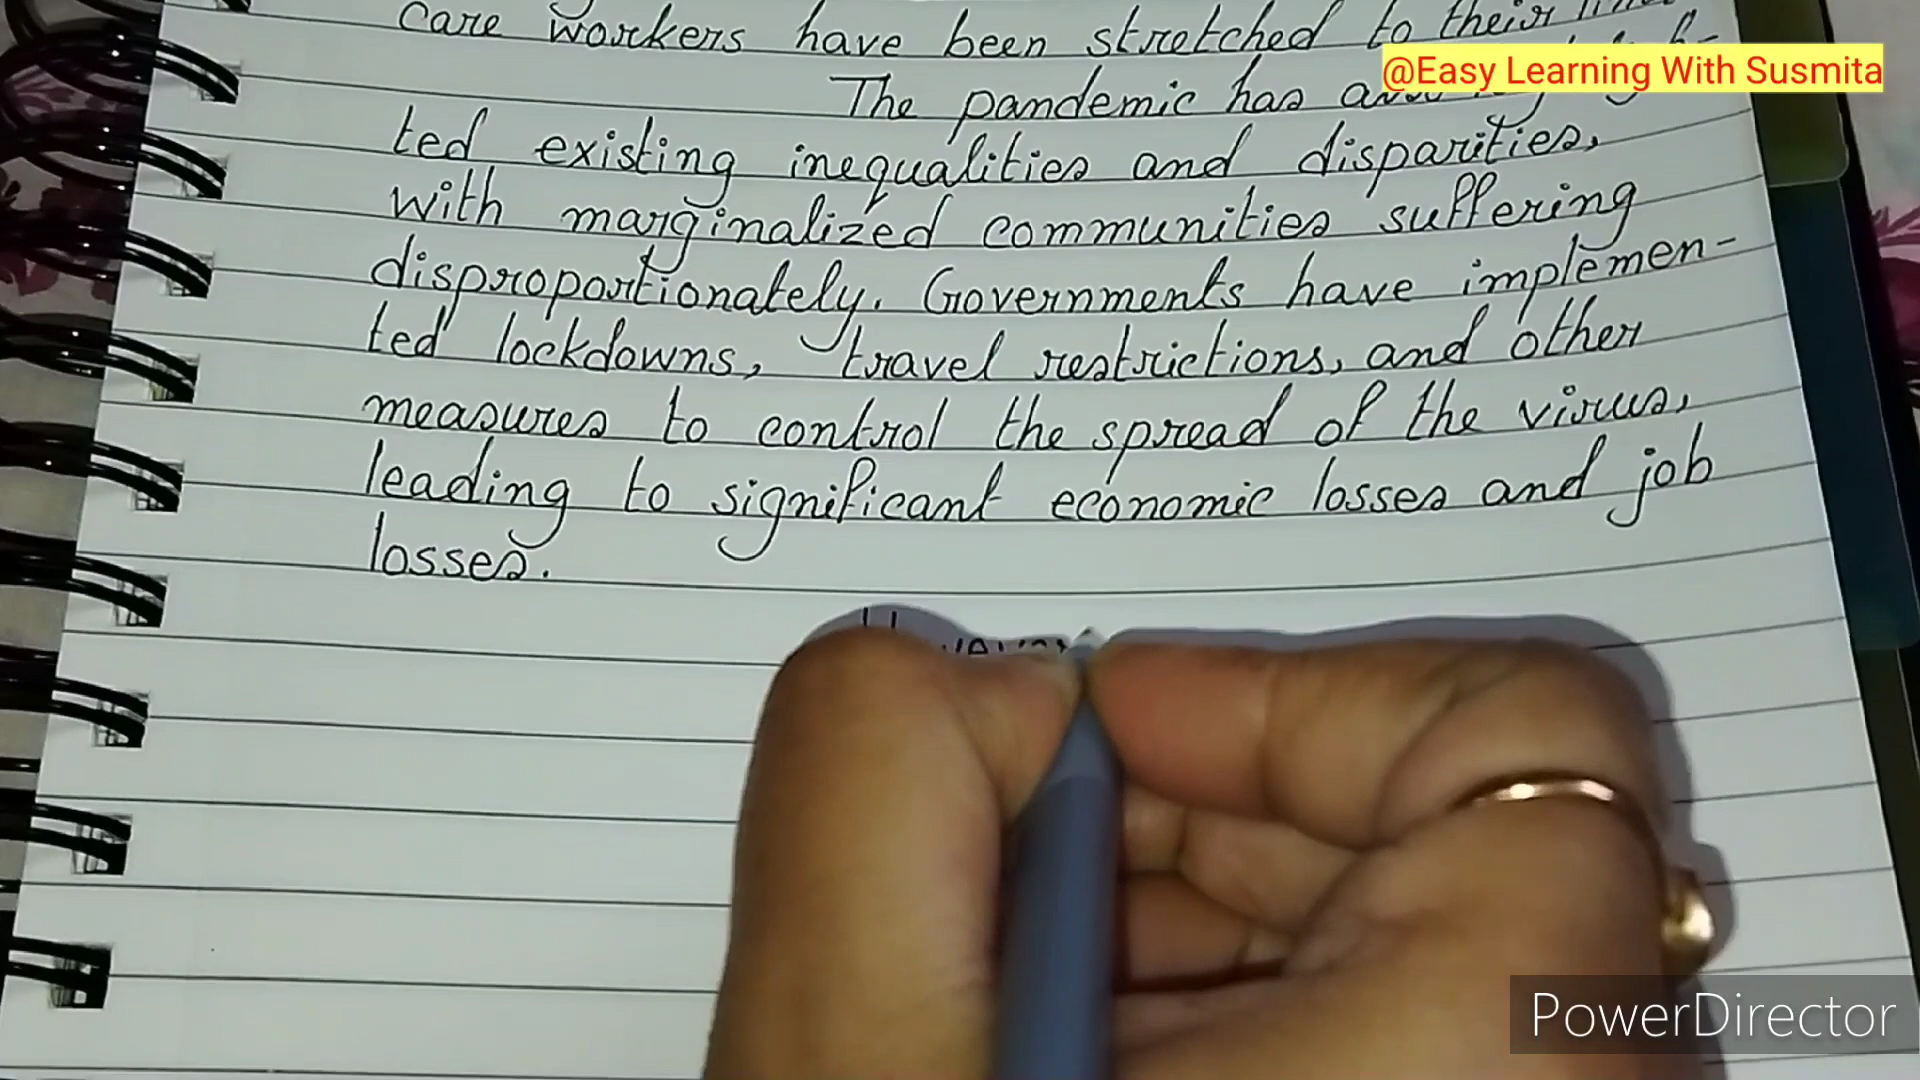 care workers have been stretched to their
@Easy Learning With Susmita
The pandemic has
ted existing inequalities and disparities,
with marginalized communities suffering
disproportionately. Governments have implemen-
ted lockdowns, travel restrictions, and other
measures to control the spread of the virus,
leading to significant economic losses and job
losses.
PowerDirector